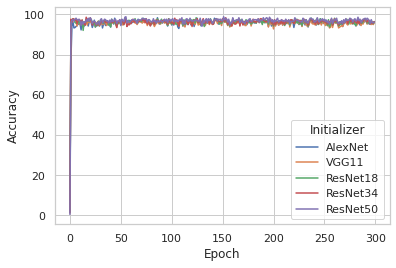 100
80
60
40
20
0
Accuracy
Initializer
AlexNet
VGG11
ResNet18
ResNet34
ResNet50
0 50 100 150 200 250 300
Epoch